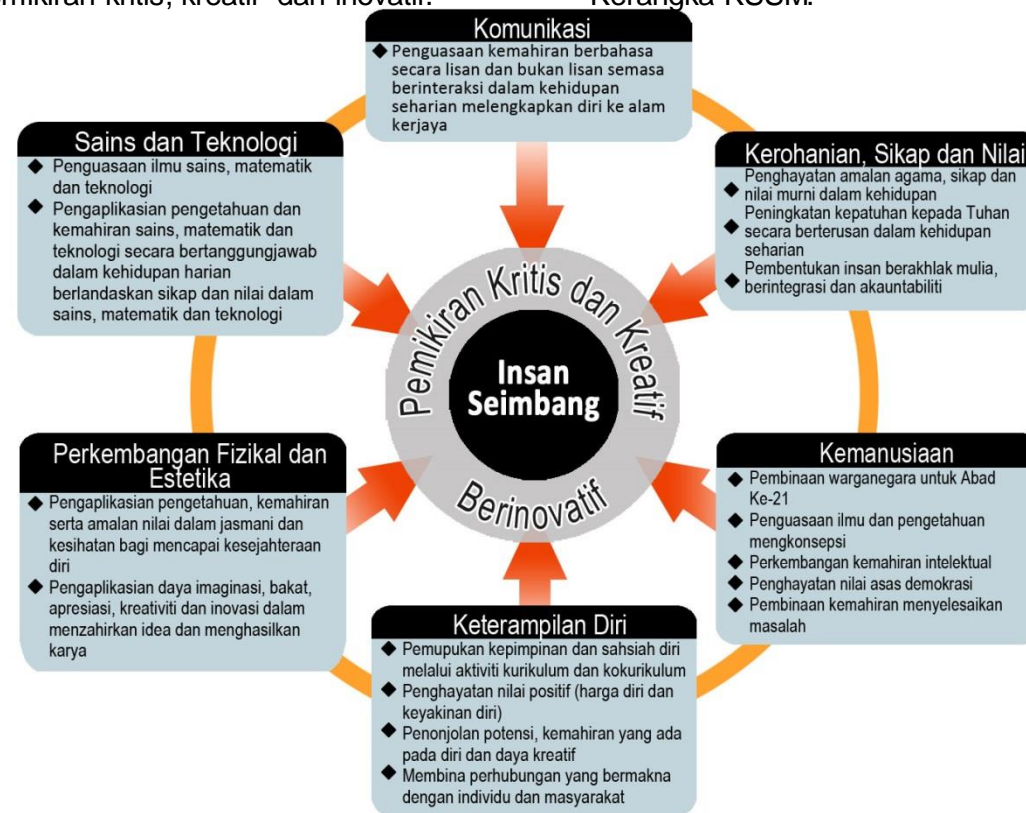 emikiran kritis, kreatif dan inovatif.
Kerangka KSSM.
Komunikasi
◆ Penguasaan kemahiran berbahasa
secara lisan dan bukan lisan semasa
berinteraksi dalam kehidupan
seharian melengkapkan diri ke alam
kerjaya
Sains dan Teknologi
◆ Penguasaan ilmu sains, matematik
dan teknologi
◆ Pengaplikasian pengetahuan dan
kemahiran sains, matematik dan
teknologi secara bertanggungjawab
dalam kehidupan harian
berlandaskan sikap dan nilai dalam
sains, matematik dan teknologi
Kerohanian, Sikap dan Nilai
Penghayatan amalan agama, sikap dan
◆ nilai murni dalam kehidupan
Peningkatan kepatuhan kepada Tuhan
◆ secara berterusan dalam kehidupan
seharian
Pembentukan insan berakhlak mulia,
◆ berintegrasi dan akauntabiliti
Pemikiran Kritis dan Kreatif
Insan
Seimbang
Berinovatif
Perkembangan Fizikal dan
Estetika
◆ Pengaplikasian pengetahuan, kemahiran
serta amalan nilai dalam jasmani dan
kesihatan bagi mencapai kesejahteraan
diri
◆ Pengaplikasian daya imaginasi, bakat,
apresiasi, kreativiti dan inovasi dalam
menzahirkan idea dan menghasilkan
karya
Kemanusiaan
◆ Pembinaan warganegara untuk Abad
Ke-21
◆ Penguasaan ilmu dan pengetahuan
mengkonsepsi
◆ Perkembangan kemahiran intelektual
◆ Penghayatan nilai asas demokrasi
◆ Pembinaan kemahiran menyelesaikan
masalah
Keterampilan Diri
◆ Pemupukan kepimpinan dan sahsiah diri
melalui aktiviti kurikulum dan kokurikulum
◆ Penghayatan nilai positif (harga diri dan
keyakinan diri)
◆ Penonjolan potensi, kemahiran yang ada
pada diri dan daya kreatif
◆ Membina perhubungan yang bermakna
dengan individu dan masyarakat